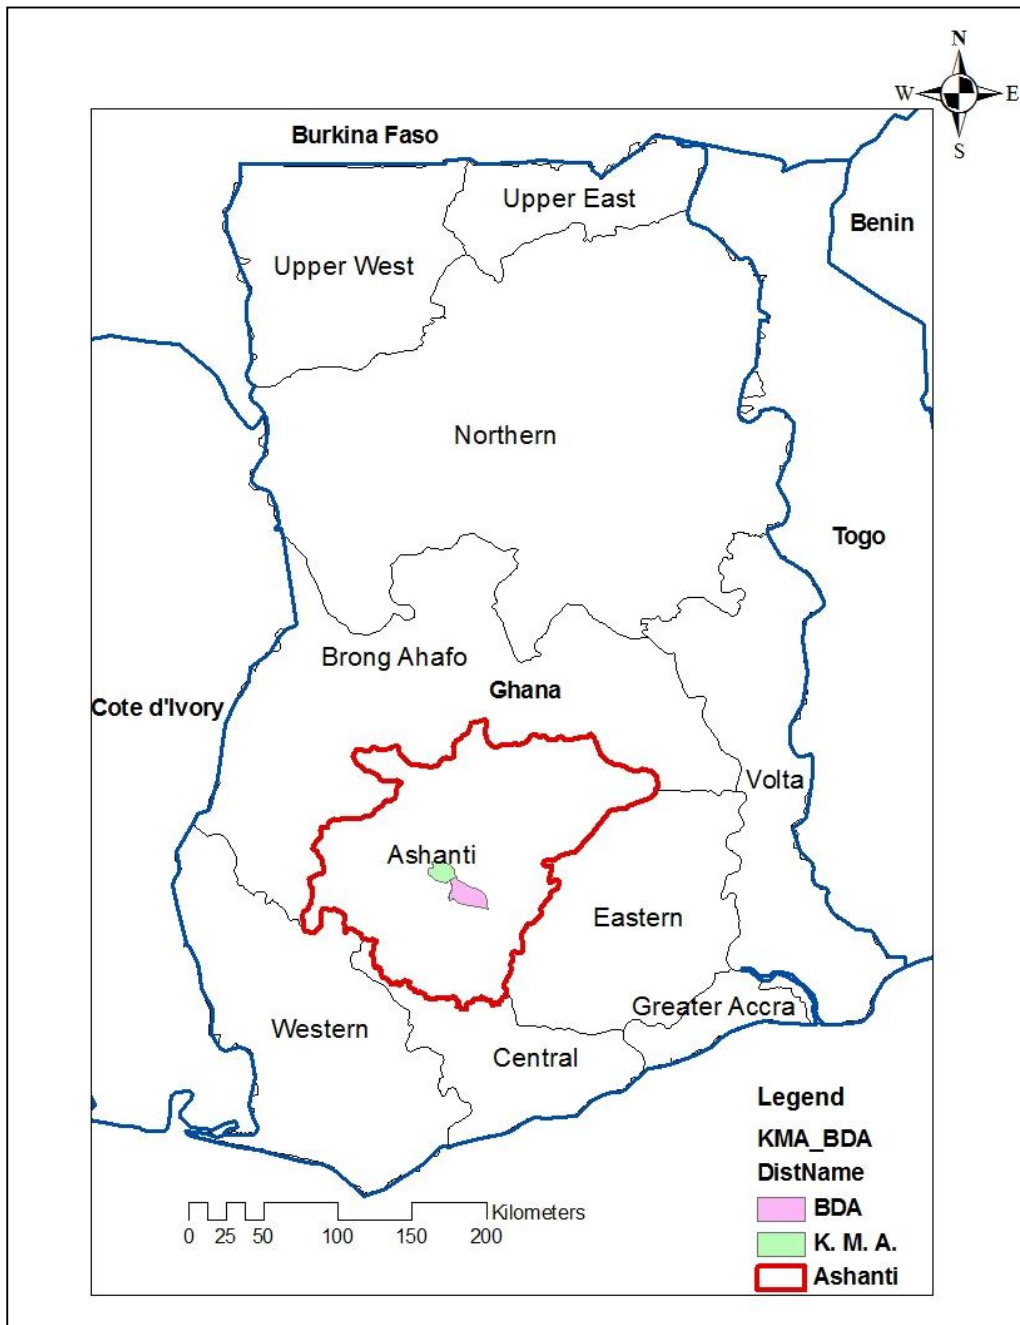 N
W E
S
Burkina Faso
Upper East
Benin
Upper West
Northern
Togo
Brong Ahafo
Ghana
Cote d'Ivory
Volta
Ashanti
Eastern
Greater Accra
Western
Central
Legend
KMA_BDA
DistName
BDA
K. M. A.
Ashanti
Kilometers
0 25 50 100 150 200